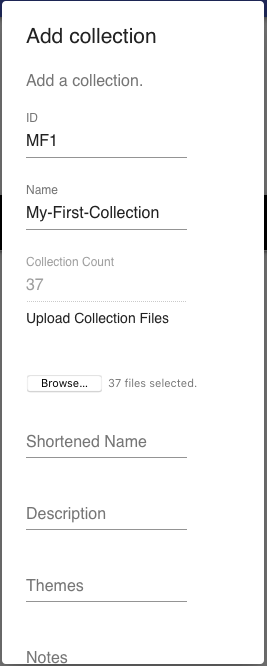 Add collection
Add a collection.
ID
MF1
Name
My-First-Collection
Collection Count
37
Upload Collection Files
Browse... 37 files selected.
Shortened Name
Description
Themes
Notes